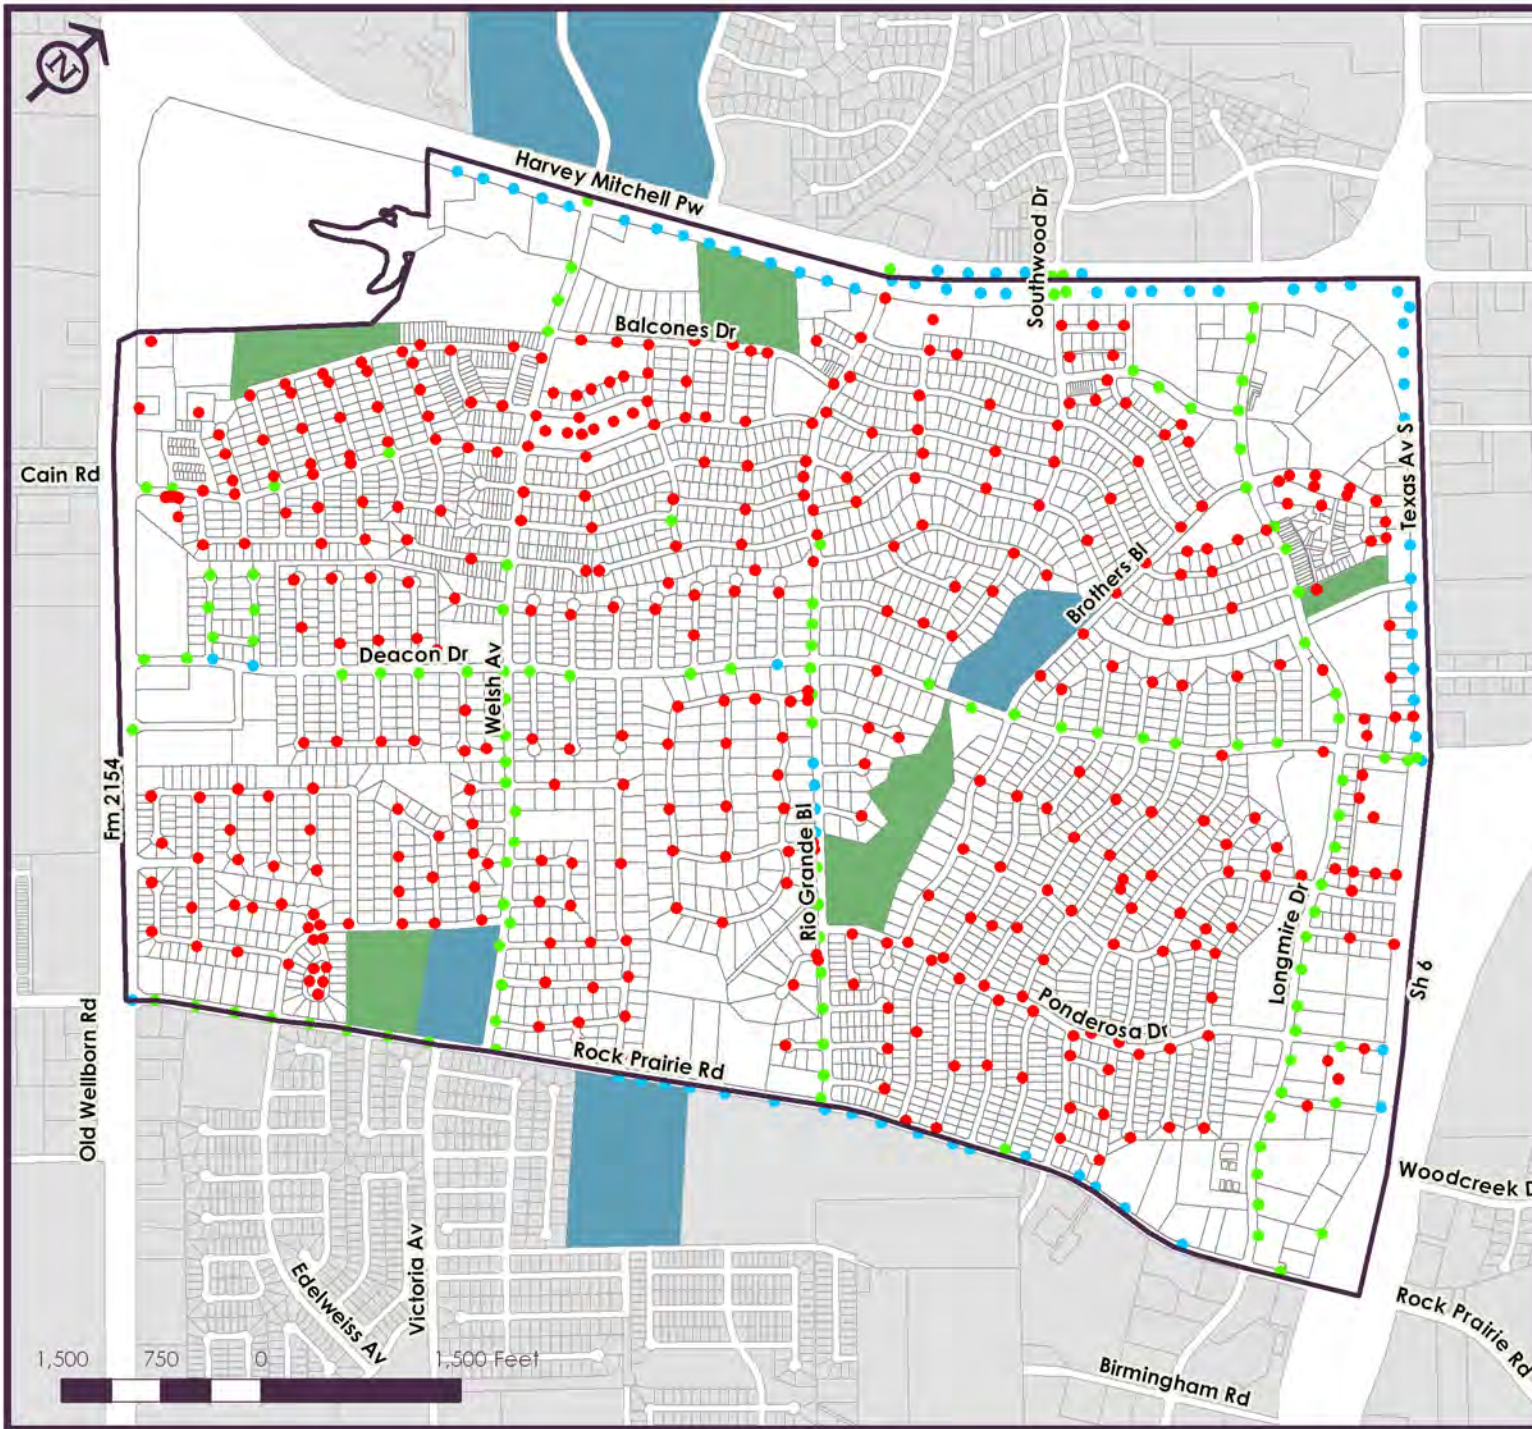 N
Harvey Mitchell Pw
Southwood Dr
Balcones Dr
Cain Rd
Texas Av S
Brothers Bl
Deacon Dr
Welsh Av
Fm 2154
Rio Grande Bl
Longmire Dr
Sh 6
Ponderosa Dr
Old Wellborn Rd
Rock Prairie Rd
Woodcreek D
Victoria Av
Edelweiss Av
Rock Prairie Rd
Birmingham Rd
1,500 750 0 1,500 Feet